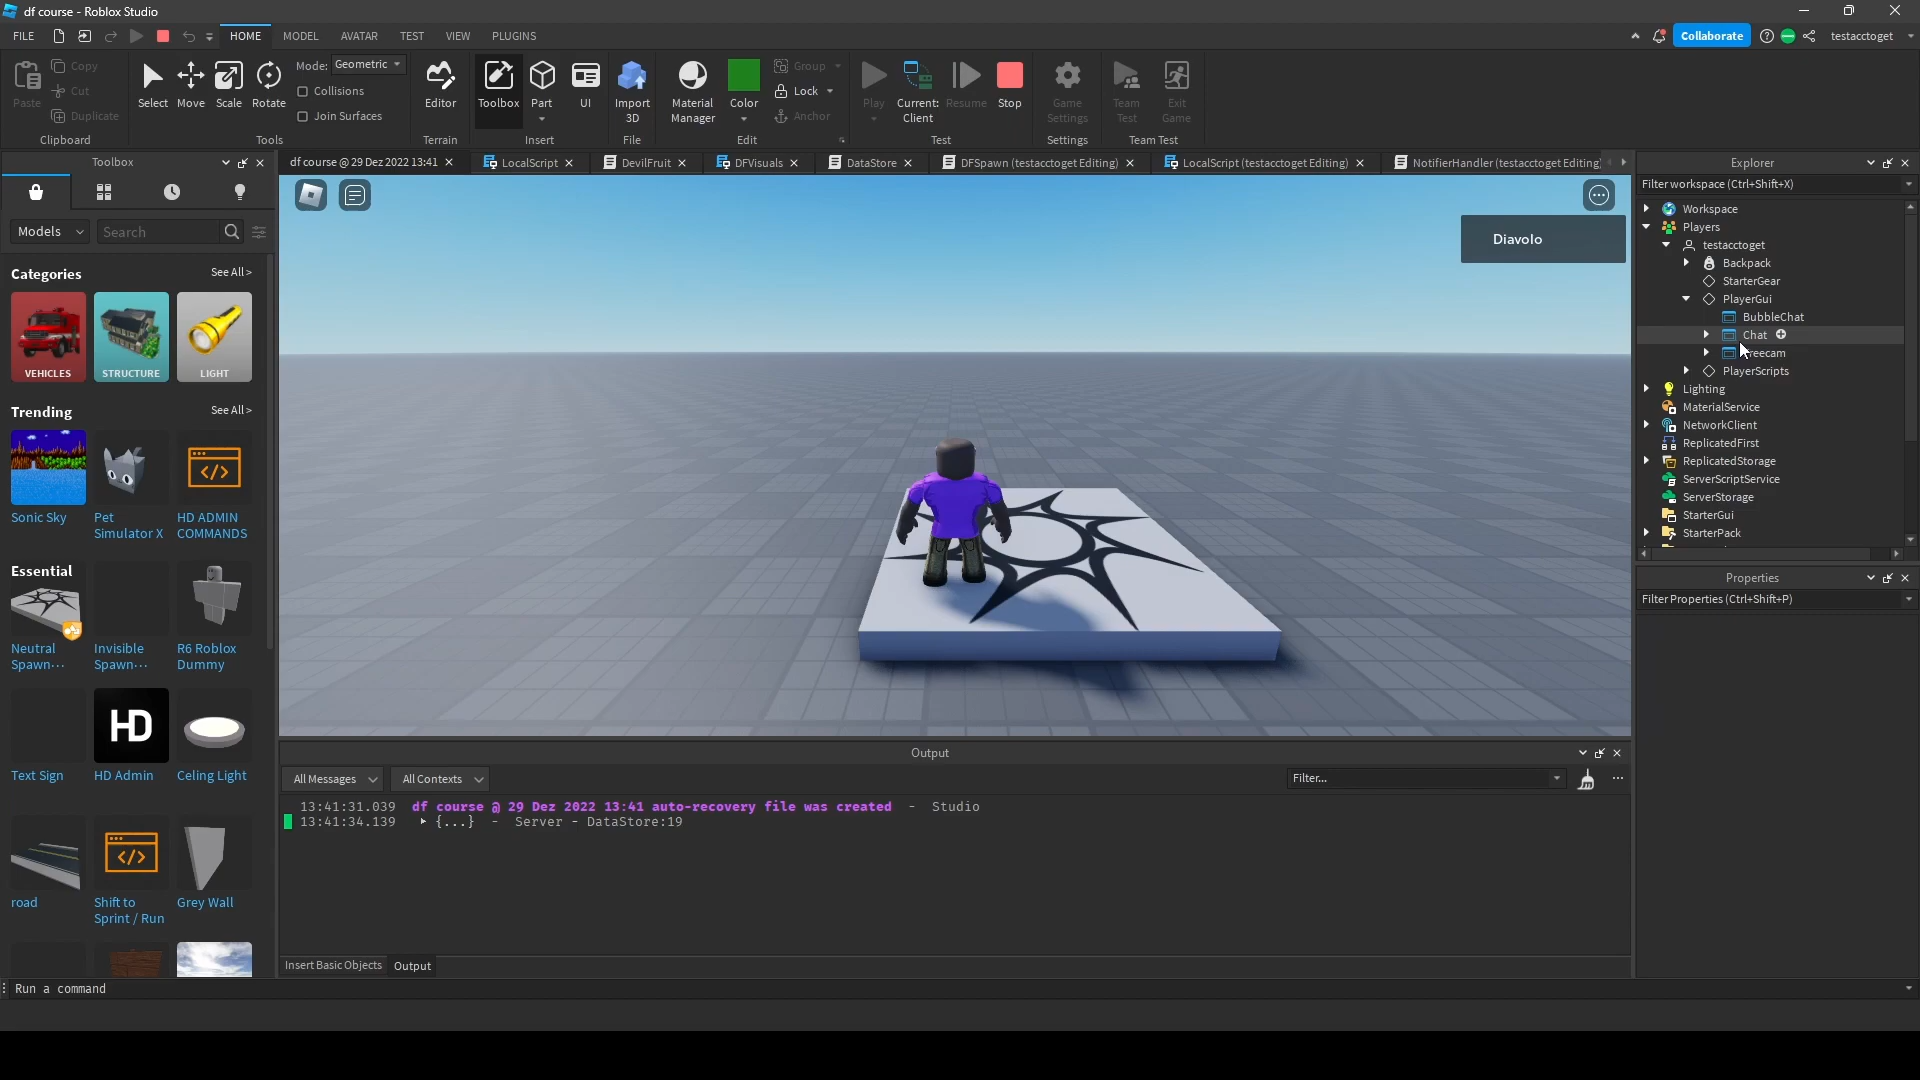 df course - Roblox Studio
FILE
HOME
MODEL
AVATAR
TEST
VIEW
PLUGINS
Collaborate
testacctoget
Paste
Copy
Cut
Duplicate
Clipboard
Select
Move
Scale
Rotate
Mode: Geometric
Collisions
Join Surfaces
Tools
Editor
Terrain
Toolbox
Part
UI
Insert
Import
3D
File
Material
Manager
Color
Group
Lock
Anchor
Edit
Play
Current:
Client
Resume
Stop
Test
Game
Settings
Settings
Team
Test
Exit
Game
Team Test
Toolbox
df course @ 29 Dez 2022 13:41
LocalScript
DevilFruit
DFVisuals
DataStore
DFSpawn (testacctoget Editing)
LocalScript (testacctoget Editing)
NotifierHandler (testacctoget Editing)
Models
Search
Categories
See All >
VEHICLES
STRUCTURE
LIGHT
Trending
See All >
Sonic Sky
Pet
Simulator X
HD ADMIN
COMMANDS
Essential
Neutral
Spawn···
Invisible
Spawn···
R6 Roblox
Dummy
HD
Text Sign
HD Admin
Celing Light
road
Shift to
Sprint / Run
Grey Wall
Diavolo
Explorer
Filter workspace (Ctrl+Shift+X)
Workspace
Players
testacctoget
Backpack
StarterGear
PlayerGui
BubbleChat
Chat
reecam
PlayerScripts
Lighting
MaterialService
NetworkClient
ReplicatedFirst
ReplicatedStorage
ServerScriptService
ServerStorage
StarterGui
StarterPack
Properties
Filter Properties (Ctrl+Shift+P)
Output
All Messages
All Contexts
Filter...
13:41:31.039 df course @ 29 Dez 2022 13:41 auto-recovery file was created - Studio
13:41:34.139 ▶ {...} - Server - DataStore:19
Insert Basic Objects
Output
Run a command